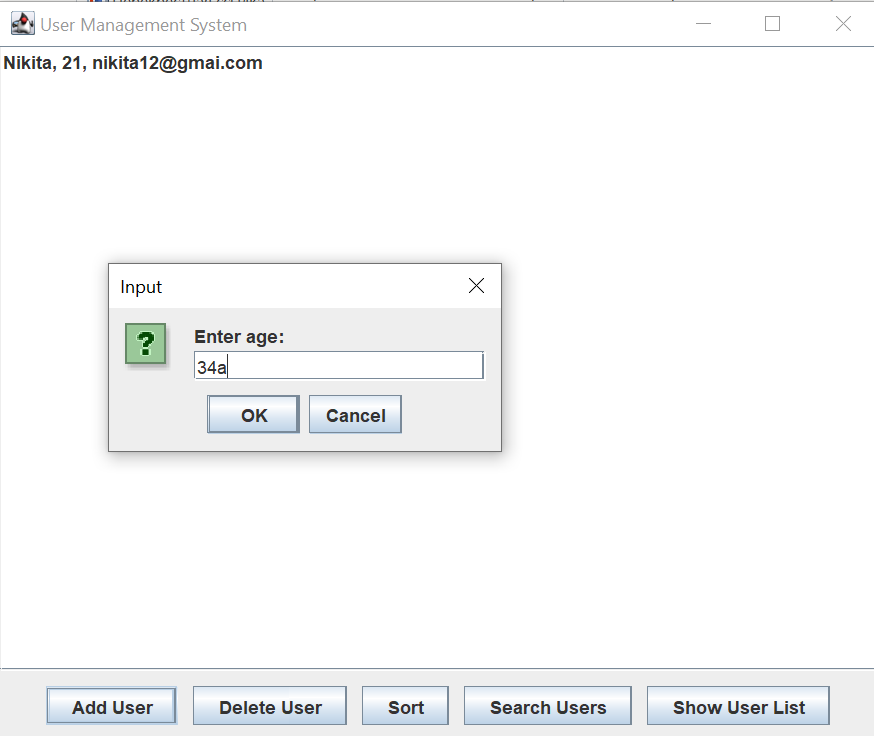 User Management System
Nikita, 21, nikita12@gmai.com
Input
?
Enter age:
34a
OK Cancel
Add User Delete User Sort Search Users Show User List